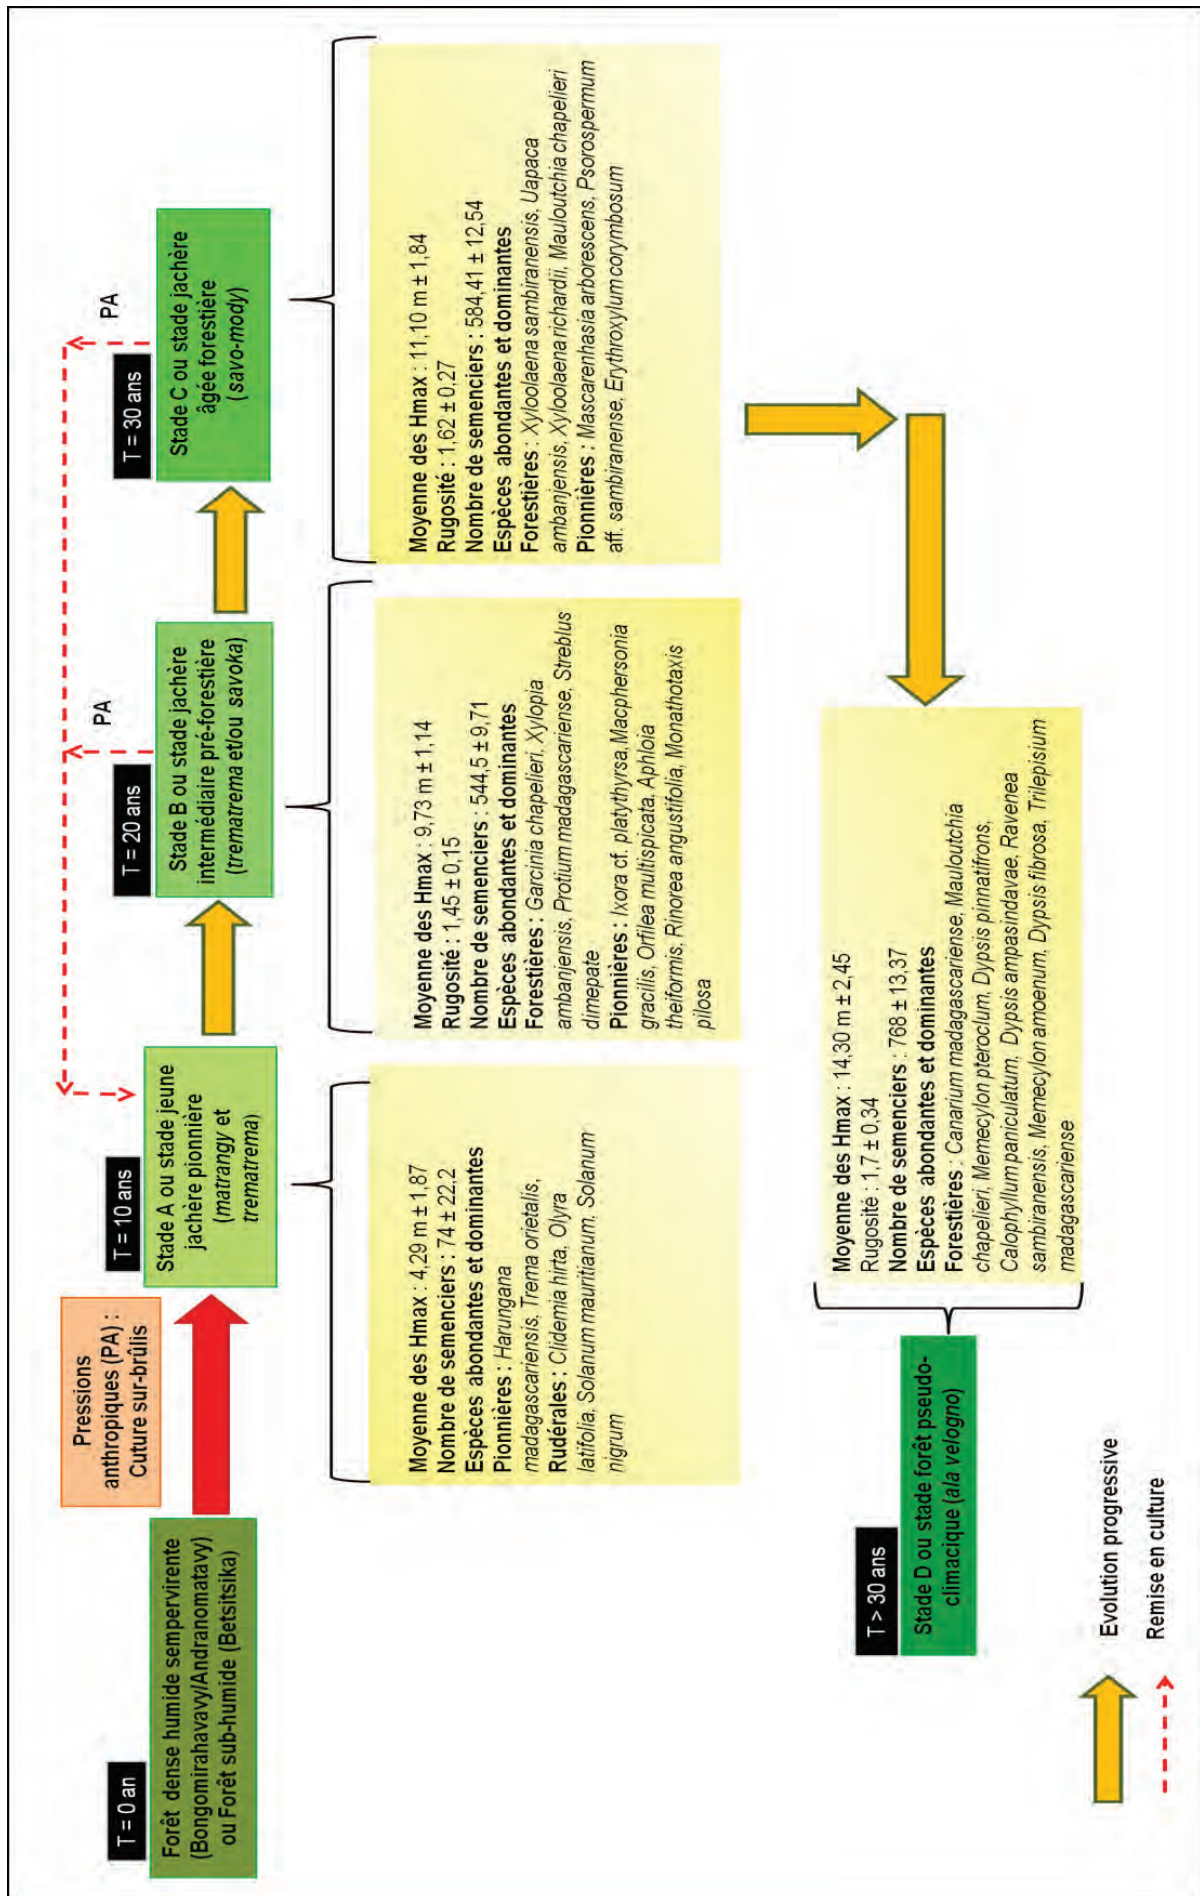 T = 0 an
Forêt dense humide sempervirente
(Bongomirahavavy/Andranomatavy)
ou Forêt sub-humide (Betsitsika)
Pressions
anthropiques (PA) :
Cuture sur-brûlis
T = 10 ans
Stade A ou stade jeune
jachère pionnière
(matrangy et
trematrema)
T = 20 ans
Stade B ou stade jachère
intermédiaire pré-forestière
(trematrema et/ou savoka)
PA
T = 30 ans
Stade C ou stade jachère
âgée forestière
(savo-mody)
PA
Moyenne des Hmax : 4,29 m ± 1,87
Nombre de semenciers : 74 ± 22,2
Espèces abondantes et dominantes
Pionnières : Harungana
madagascariensis, Trema orietalis,
Rudérales : Clidemia hirta, Olyra
latifolia, Solanum mauritianum, Solanum
nigrum
Moyenne des Hmax : 9,73 m ± 1,14
Rugosité : 1,45 ± 0,15
Nombre de semenciers : 544,5 ± 9,71
Espèces abondantes et dominantes
Forestières : Garcinia chapelieri, Xylopia
ambanjensis, Protium madagascariense, Streblus
dimepate
Pionnières : Ixora cf. platythyrsa, Macphersonia
gracilis, Orfilea multispicata, Aphloia
theiformis, Rinorea angustifolia, Monathotaxis
pilosa
Moyenne des Hmax : 11,10 m ± 1,84
Rugosité : 1,62 ± 0,27
Nombre de semenciers : 584,41 ± 12,54
Espèces abondantes et dominantes
Forestières : Xyloolaena sambiranensis, Uapaca
ambanjensis, Xyloolaena richardii, Mauloutchia chapelieri
Pionnières : Mascarenhasia arborescens, Psorospermum
aff. sambiranense, Erythroxylum corymbosum
T > 30 ans
Stade D ou stade forêt pseudo-
climacique (ala velogno)
Moyenne des Hmax : 14,30 m ± 2,45
Rugosité : 1,7 ± 0,34
Nombre de semenciers : 768 ± 13,37
Espèces abondantes et dominantes
Forestières : Canarium madagascariense, Mauloutchia
chapelieri, Memecylon pteroclum, Dypsis pinnatifrons,
Calophyllum paniculatum, Dypsis ampasindavae, Ravenea
sambiranensis, Memecylon amoenum, Dypsis fibrosa, Trilepisium
madagascariense
Evolution progressive
Remise en culture